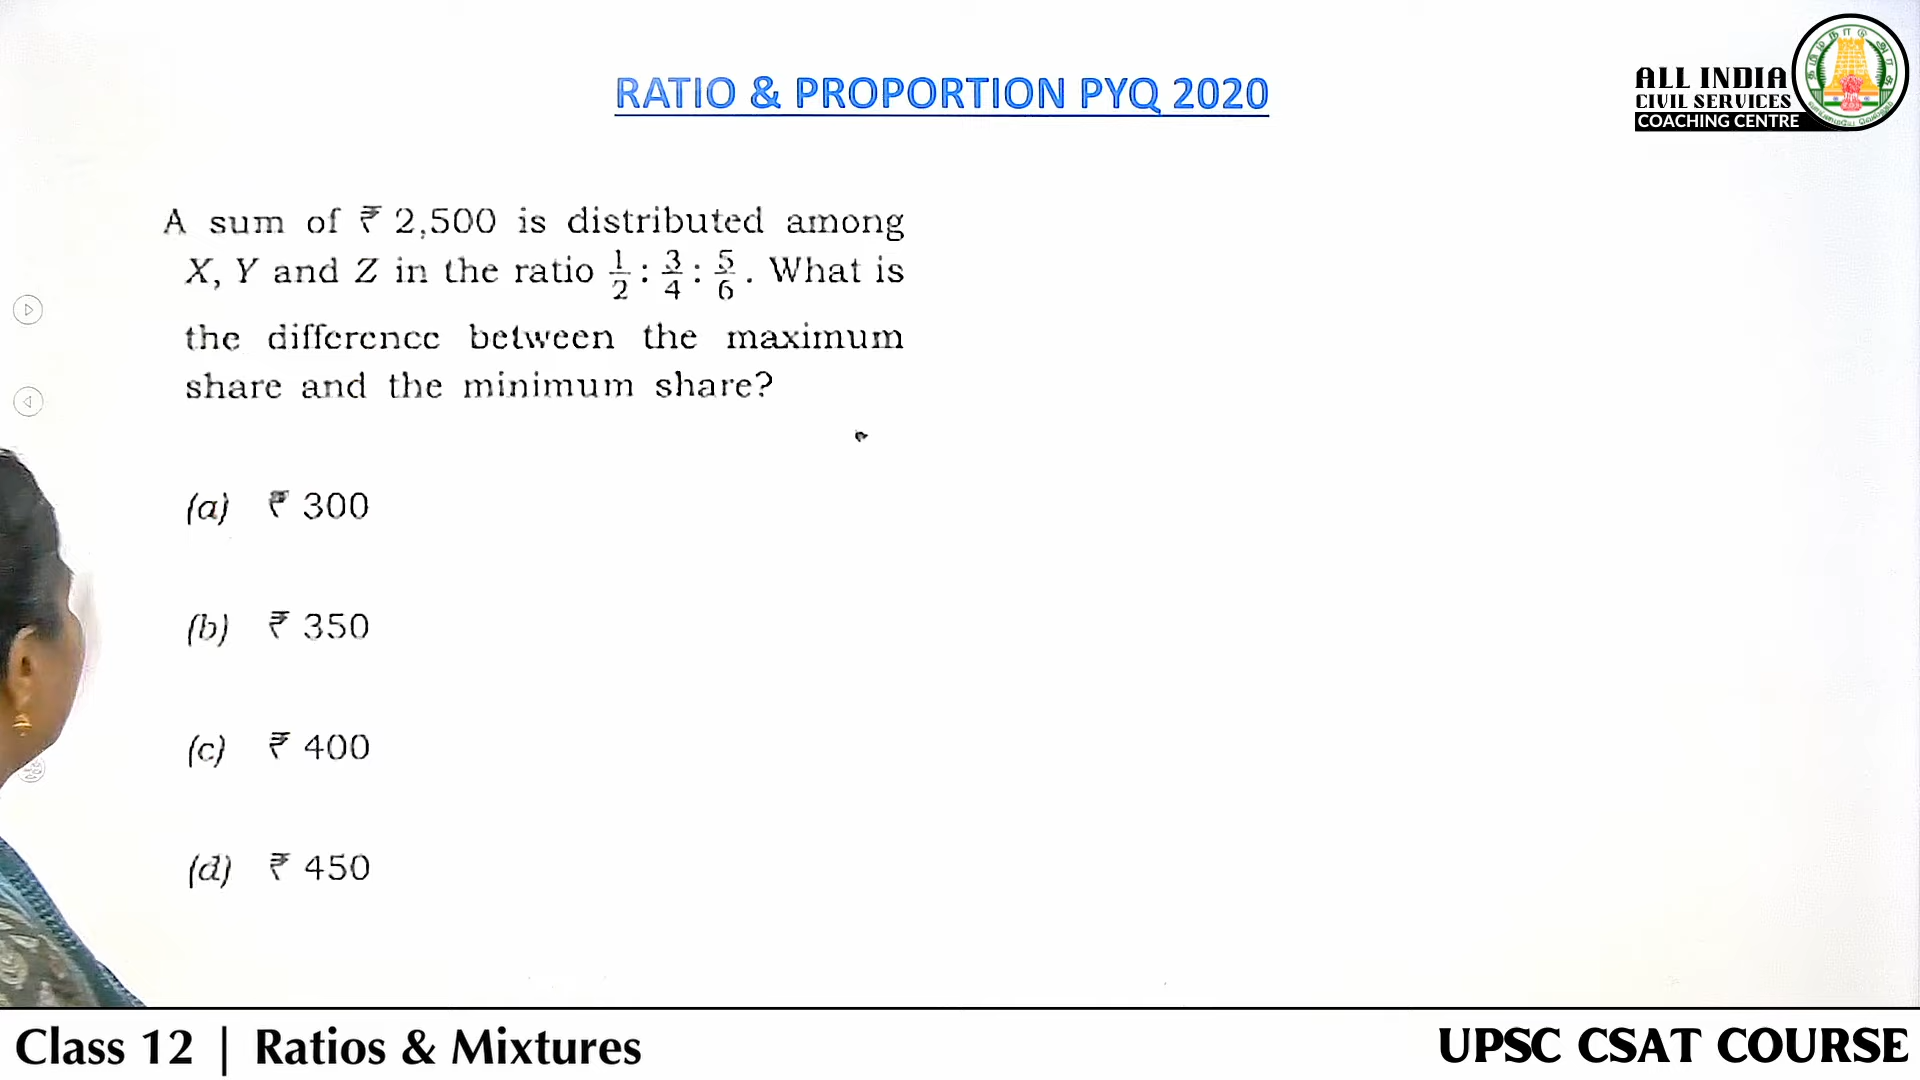 RATIO & PROPORTION PYQ 2020
ALL INDIA
CIVIL SERVICES
COACHING CENTRE
A sum of ₹ 2,500 is distributed among
X, Y and Z in the ratio 1/2 : 3/4 : 5/6. What is
the difference between the maximum
share and the minimum share?
(a) ₹ 300
(b) ₹ 350
(c) ₹ 400
(d) ₹ 450
Class 12 | Ratios & Mixtures
UPSC CSAT COURSE